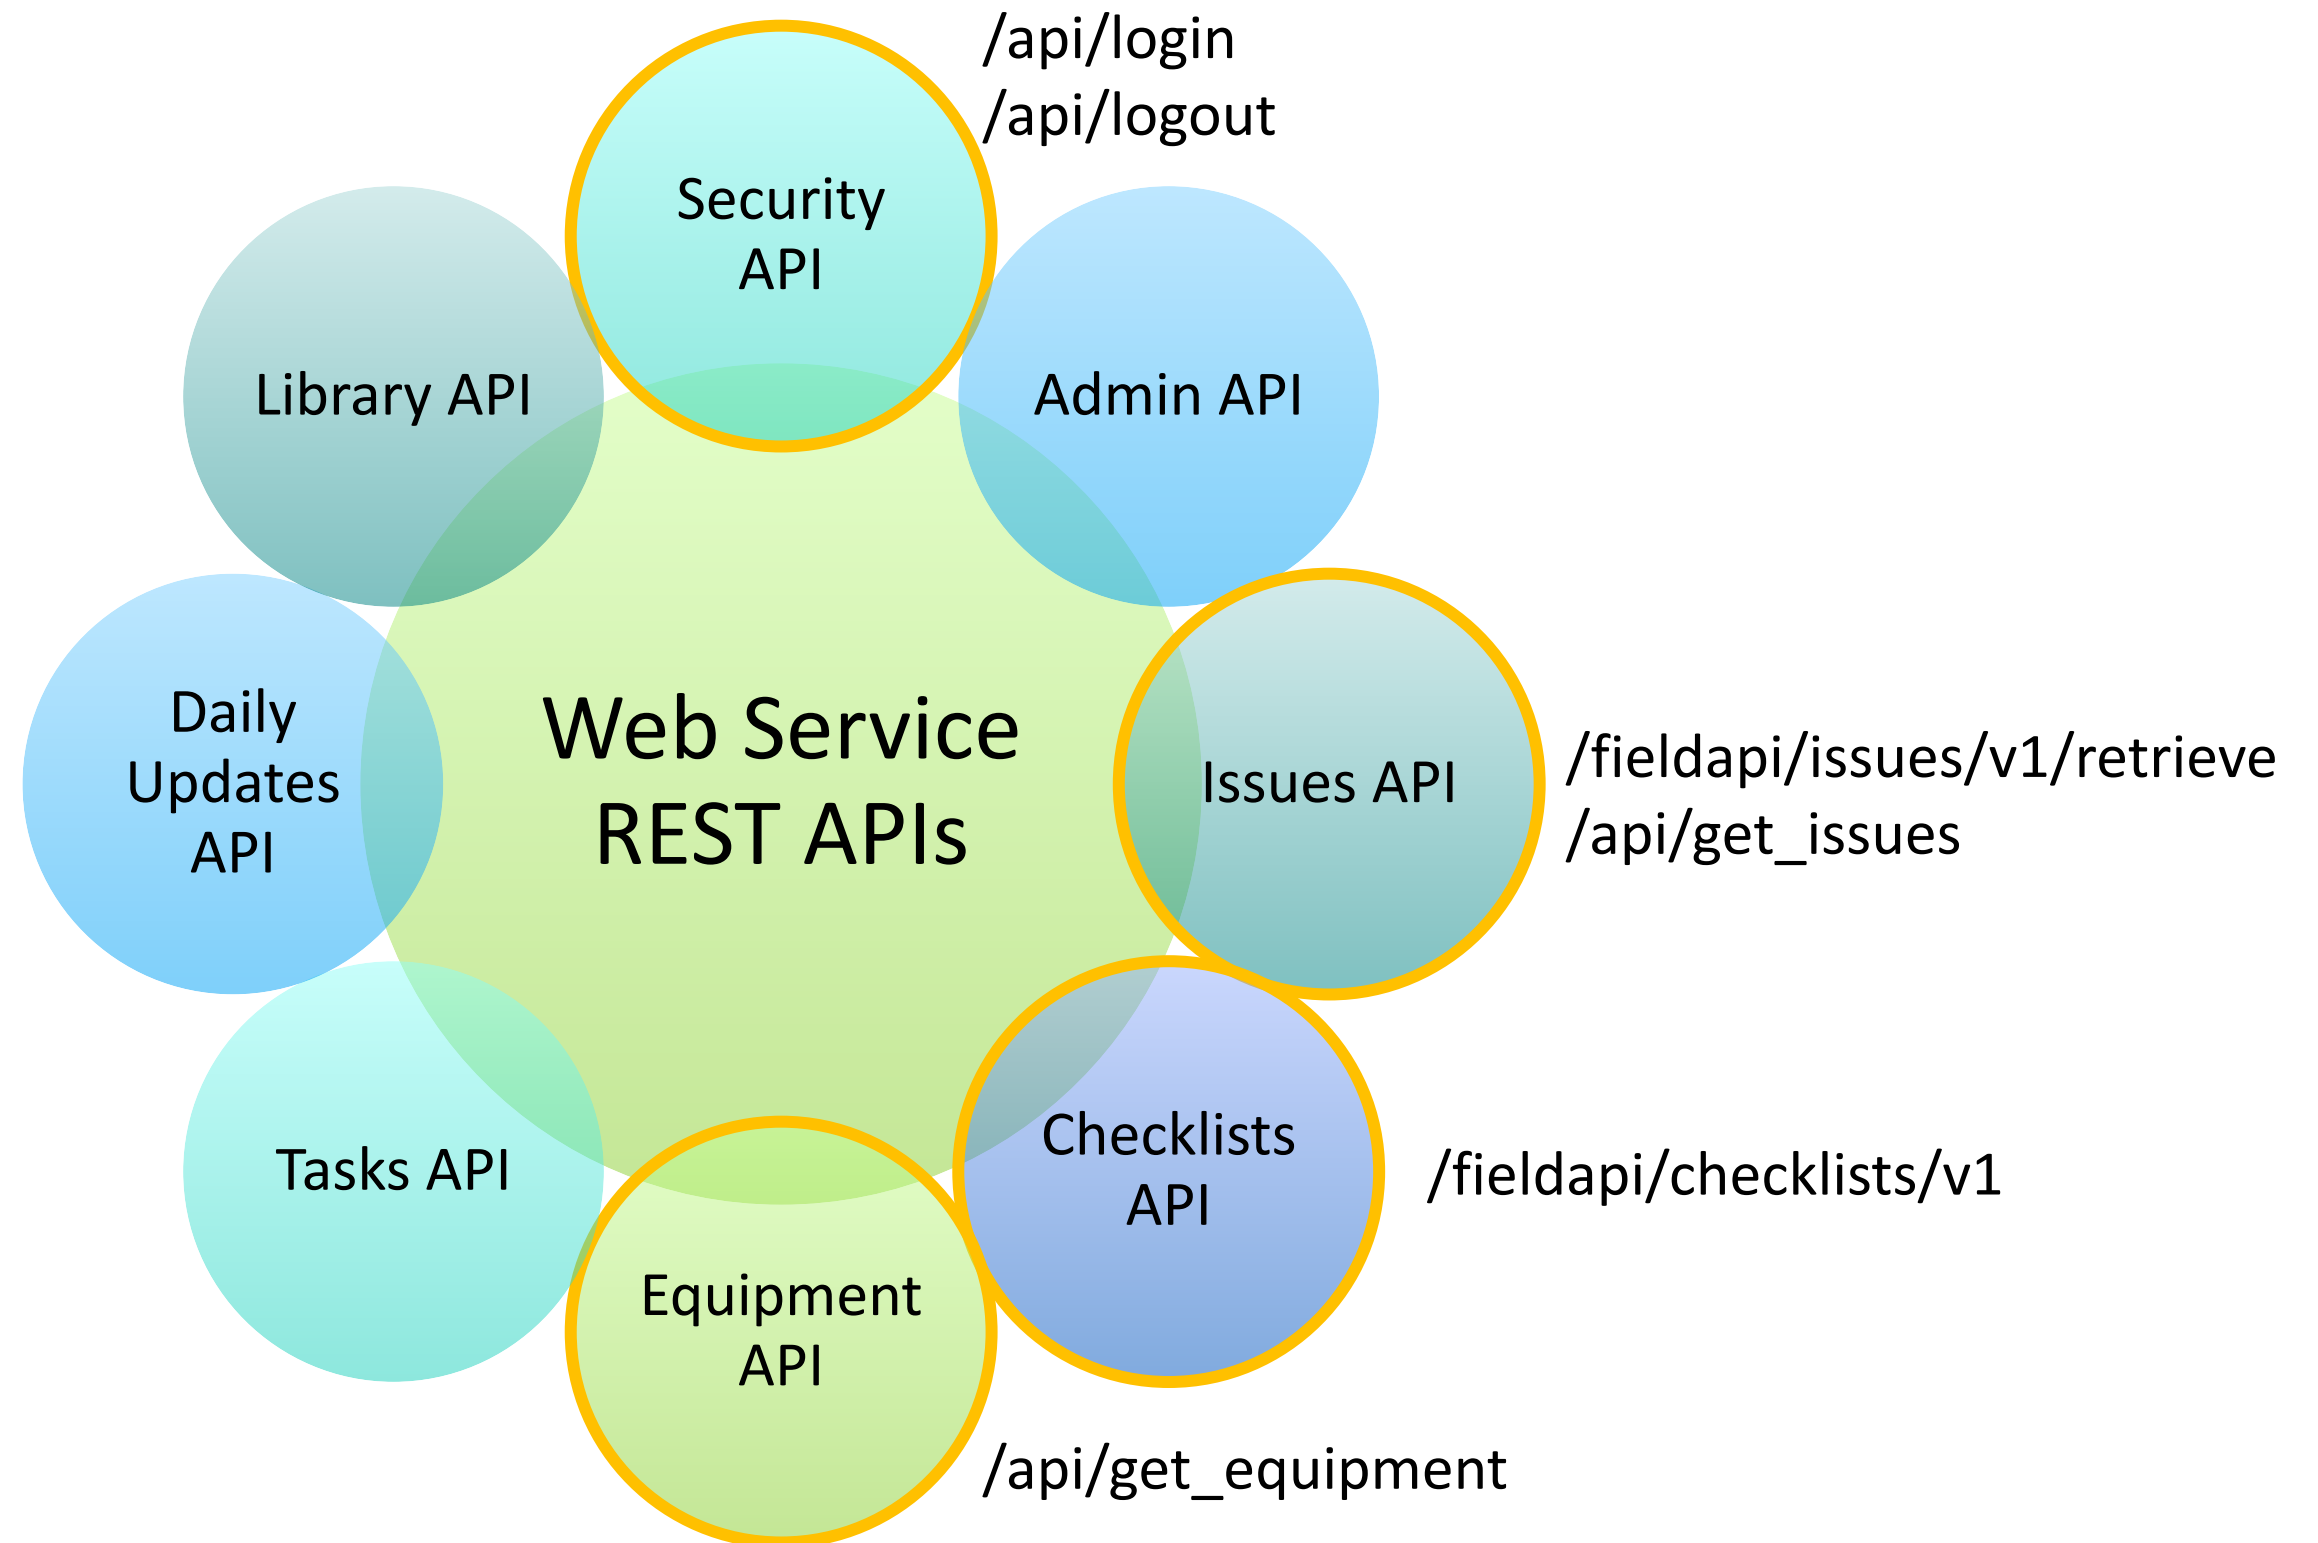 /api/login
/api/logout
Security
API
Library API
Admin API
Daily
Updates
API
Web Service
REST APIs
Issues API
/fieldapi/issues/v1/retrieve
/api/get_issues
Tasks API
Checklists
API
/fieldapi/checklists/v1
Equipment
API
/api/get_equipment